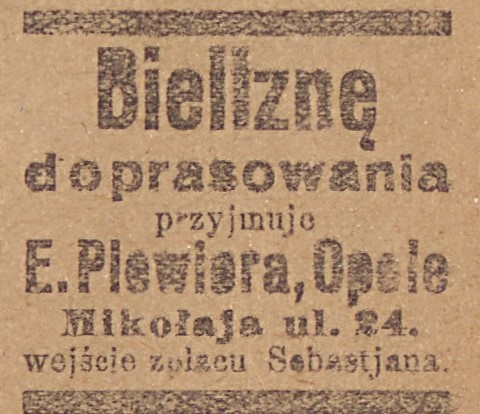 Bieliznę
do prasowania
przyjmuje
E. Plewiera, Opole
Mikołaja ul. 24.
wejście z placu Sebastjana.